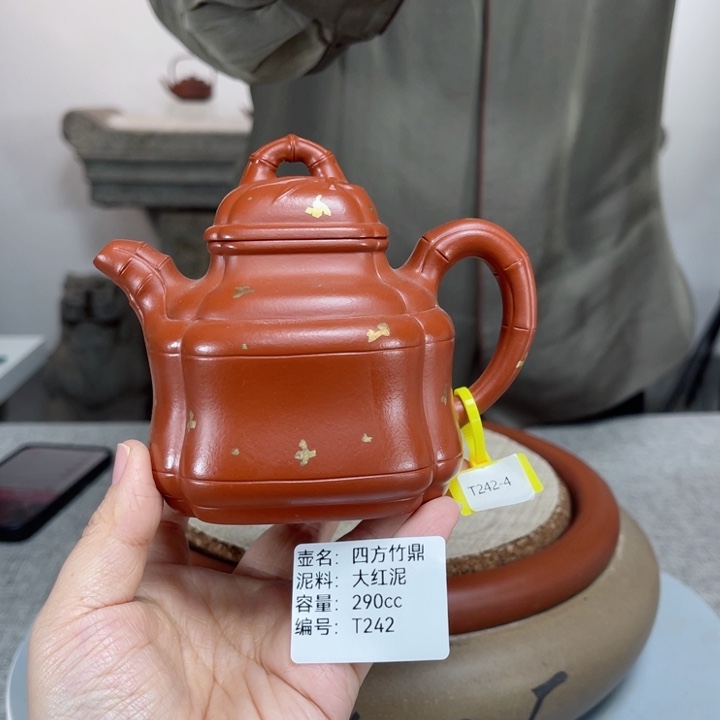 T242-4
壶名: 四方竹鼎
泥料: 大红泥
容量: 290cc
编号: T242